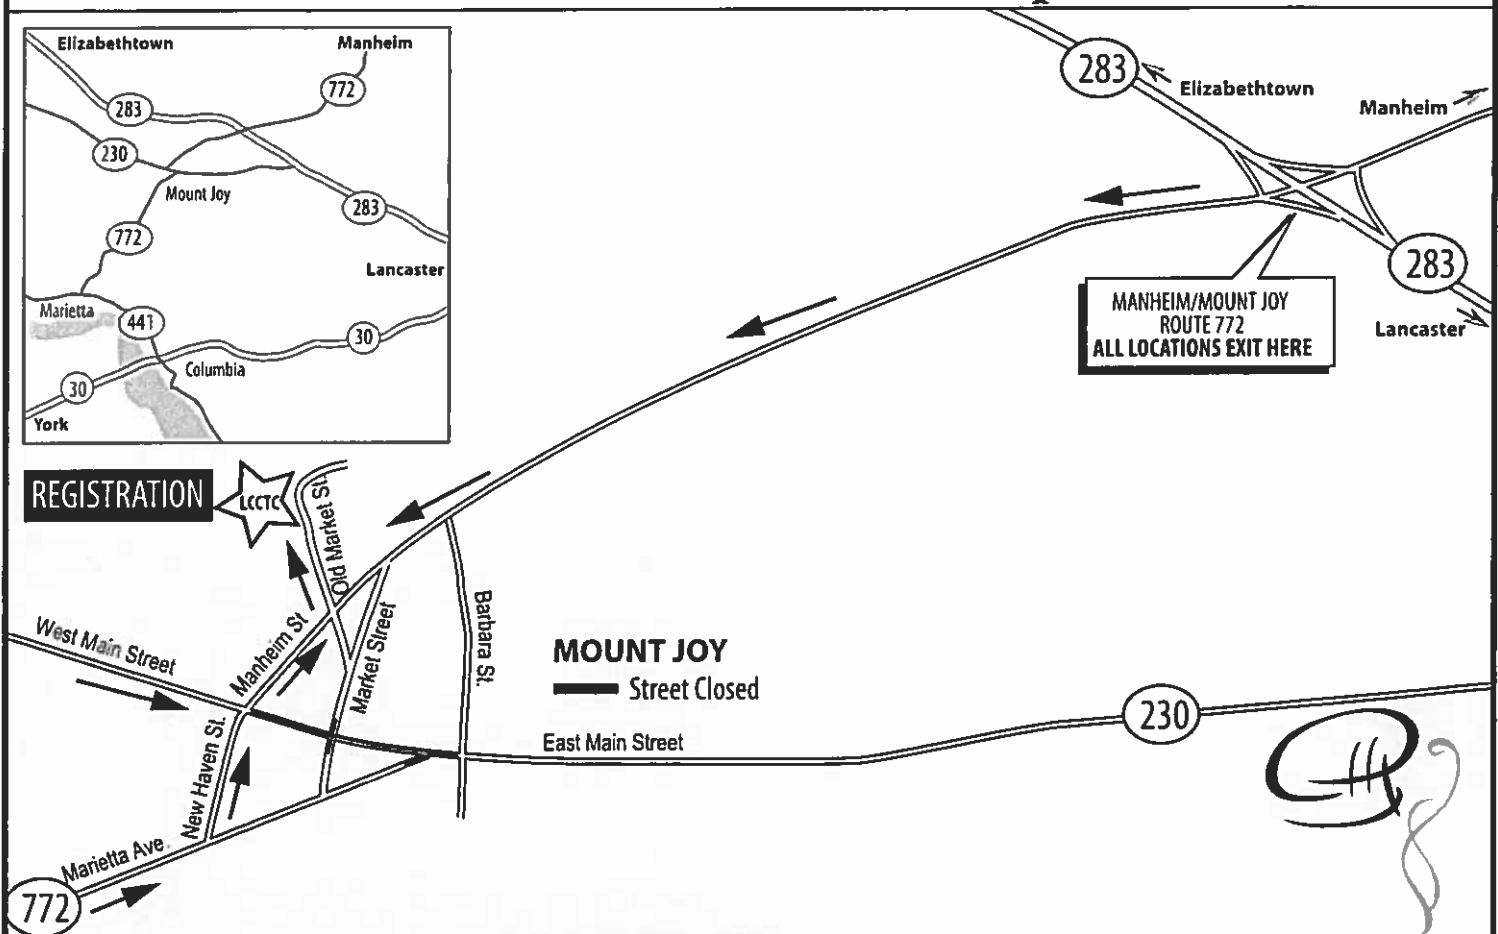 Elizabethtown
Manheim
772
283
230
Mount Joy
283
772
Lancaster
Marietta
441
30
Columbia
30
York
283
Elizabethtown
Manheim
283
MANHEIM/MOUNT JOY
ROUTE 772
ALL LOCATIONS EXIT HERE
Lancaster
REGISTRATION
LCCTC
Old Market St.
West Main Street
Manheim St
Market Street
Barbara St.
MOUNT JOY
Street Closed
230
East Main Street
New Haven St.
Marietta Ave.
772